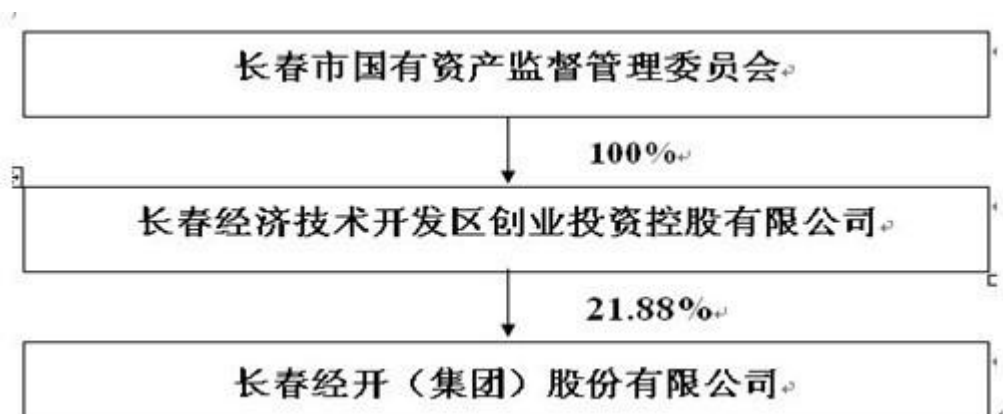 长春市国有资产监督管理委员会
100%
长春经济技术开发区创业投资控股有限公司
21.88%
长春经开（集团）股份有限公司